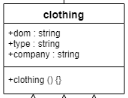 clothing
+dom : string
+type : string
+company : string
+clothing () {}